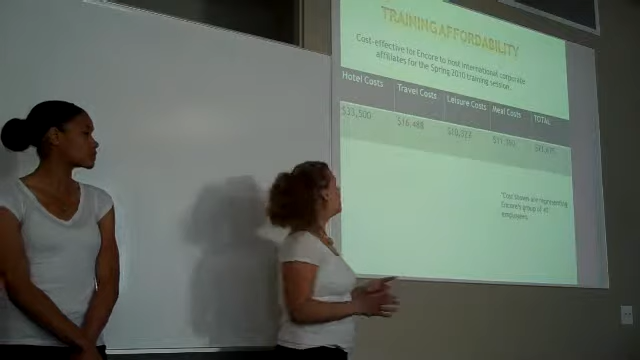 TRAINING AFFORDABILITY
Cost-effective for Encore to host international corporate
affiliates for the Spring 2010 training session.
Hotel Costs Travel Costs Leisure Costs Meal Costs TOTAL
$33,500 $16,488
*Cost shown are representing
Encore's group of
employees